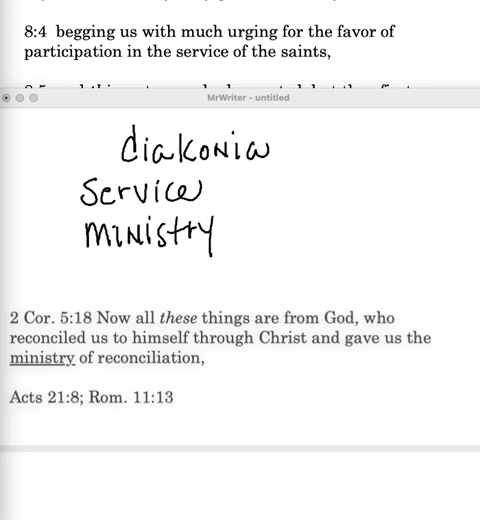 8:4 begging us with much urging for the favor of
participation in the service of the saints,
MrWriter - untitled
diakonia
service
ministry
2 Cor. 5:18 Now all these things are from God, who
reconciled us to himself through Christ and gave us the
ministry of reconciliation,
Acts 21:8; Rom. 11:13